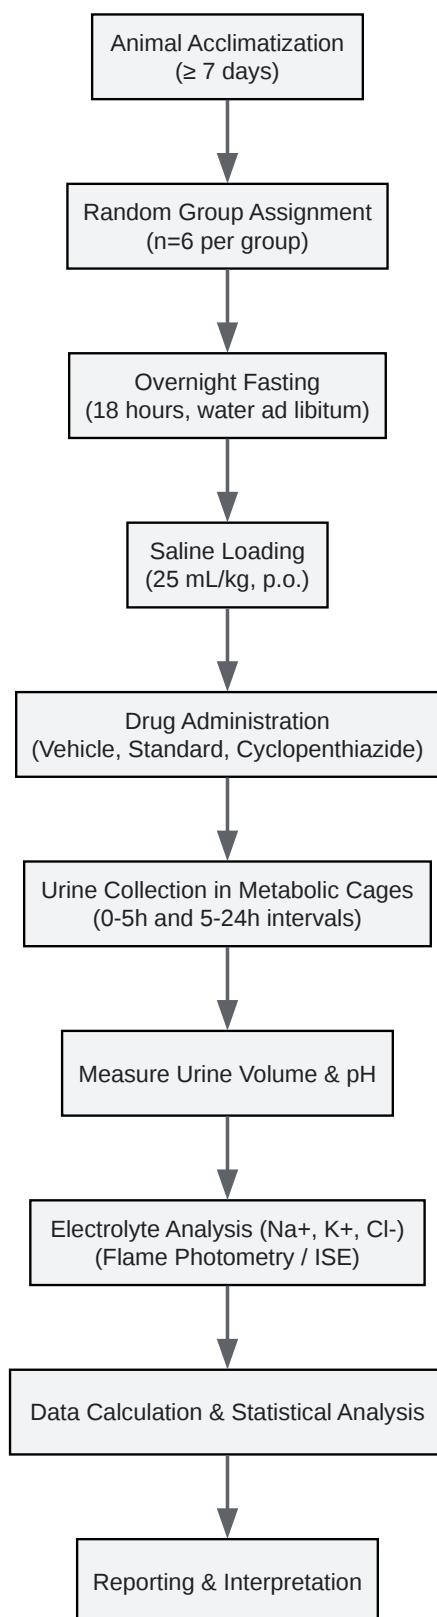 Animal Acclimatization
(≥ 7 days)
Random Group Assignment
(n=6 per group)
Overnight Fasting
(18 hours, water ad libitum)
Saline Loading
(25 mL/kg, p.o.)
Drug Administration
(Vehicle, Standard, Cyclopenthiazide)
Urine Collection in Metabolic Cages
(0-5h and 5-24h intervals)
Measure Urine Volume & pH
Electrolyte Analysis (Na+, K+, Cl-)
(Flame Photometry / ISE)
Data Calculation & Statistical Analysis
Reporting & Interpretation